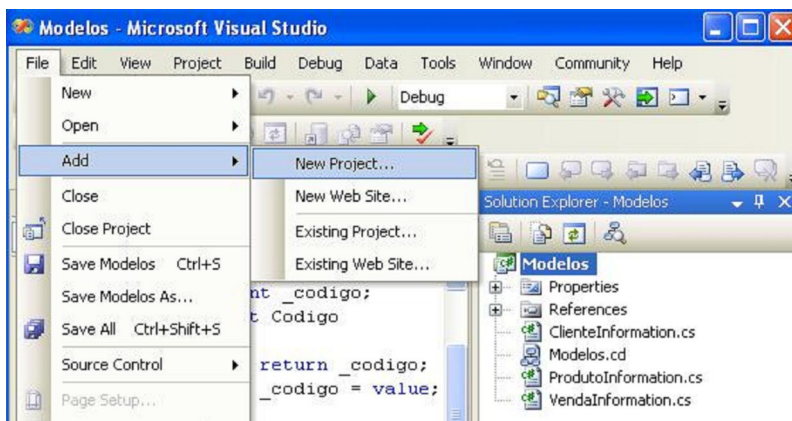 Modelos - Microsoft Visual Studio
File Edit View Project Build Debug Data Tools Window Community Help
New
Debug
Open
Add
New Project...
Close
New Web Site...
Solution Explorer - Modelos
Close Project
Existing Project...
Save Modelos Ctrl+S
Existing Web Site...
Modelos
Save Modelos As...
_codigo;
Properties
Codigo
References
Save All Ctrl+Shift+S
ClienteInformation.cs
Source Control
return _codigo;
Modelos.cd
_codigo = value;
ProdutoInformation.cs
Page Setup...
VendaInformation.cs